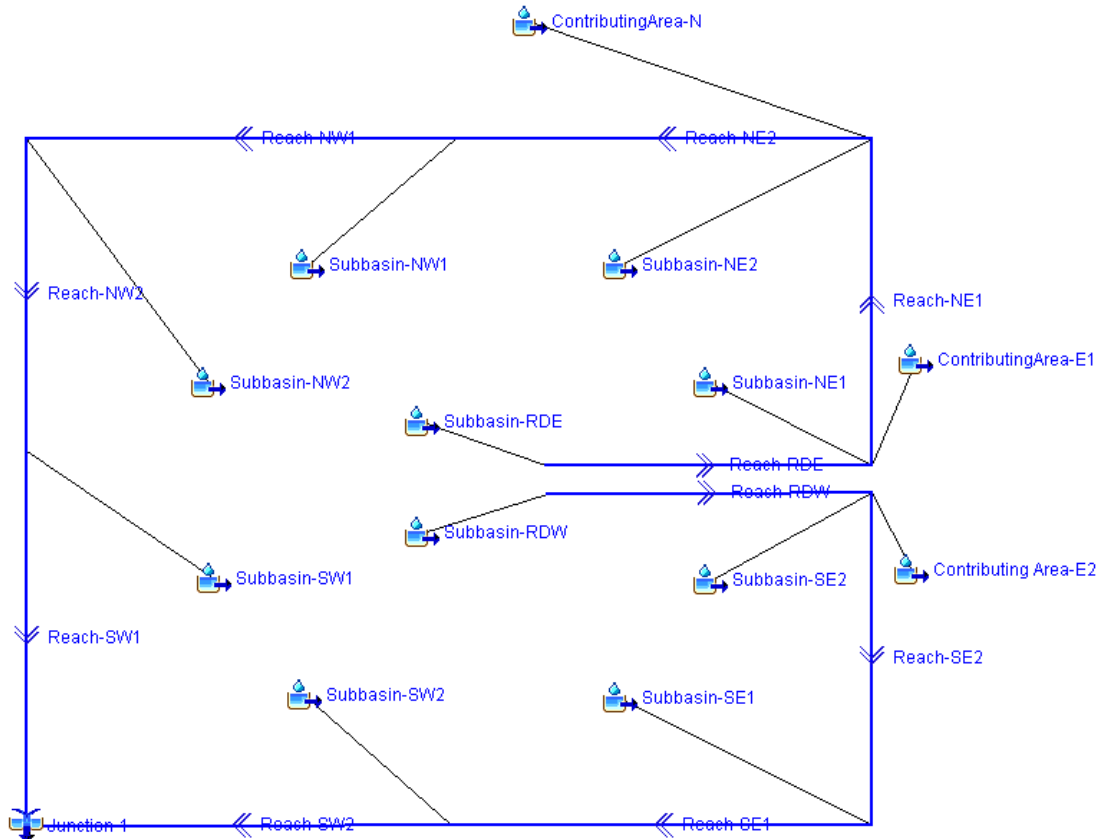 ContributingArea-N
Reach-NW1
Reach-NE2
Subbasin-NW1
Subbasin-NE2
Reach-NW2
Reach-NE1
ContributingArea-E1
Subbasin-NW2
Subbasin-NE1
Subbasin-RDE
Reach-RDE
Reach-RDW
Subbasin-RDW
Subbasin-SW1
Subbasin-SE2
Contributing Area-E2
Reach-SW1
Reach-SE2
Subbasin-SW2
Subbasin-SE1
Junction-1
Reach-SW2
Reach-SE1